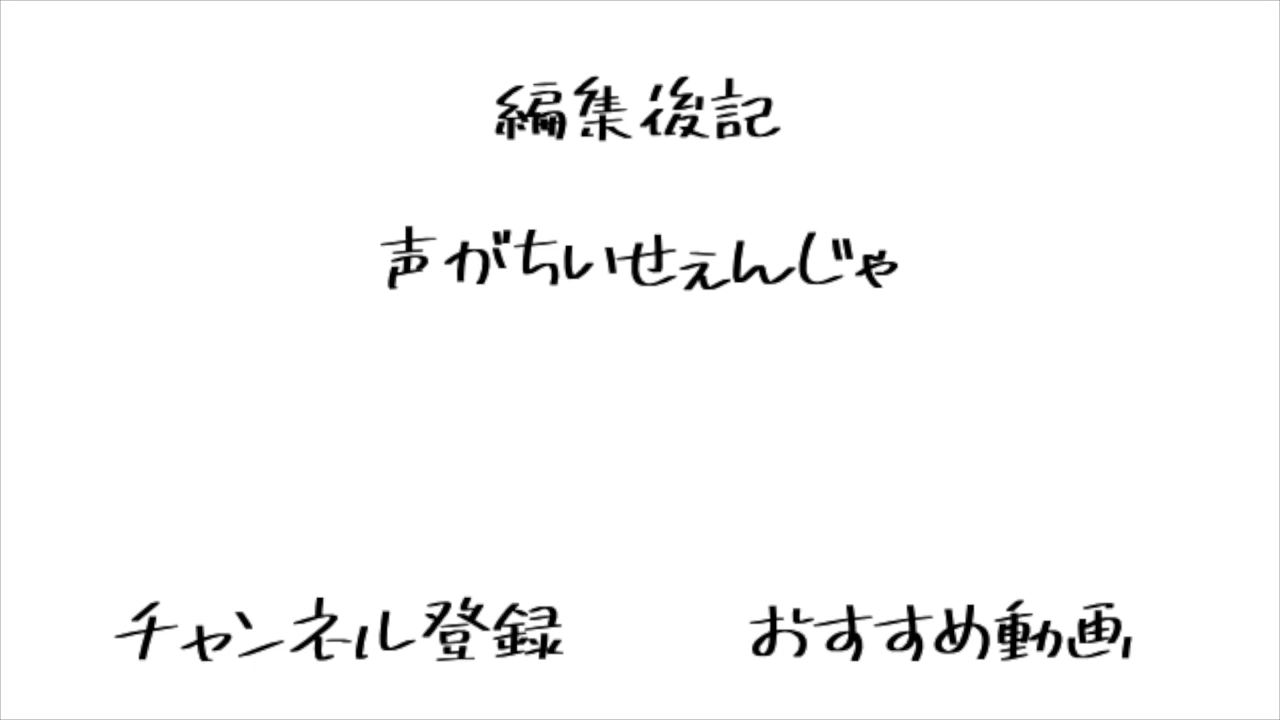 編集後記
声がちいせぇんじゃ
チャンネル登録
おすすめ動画